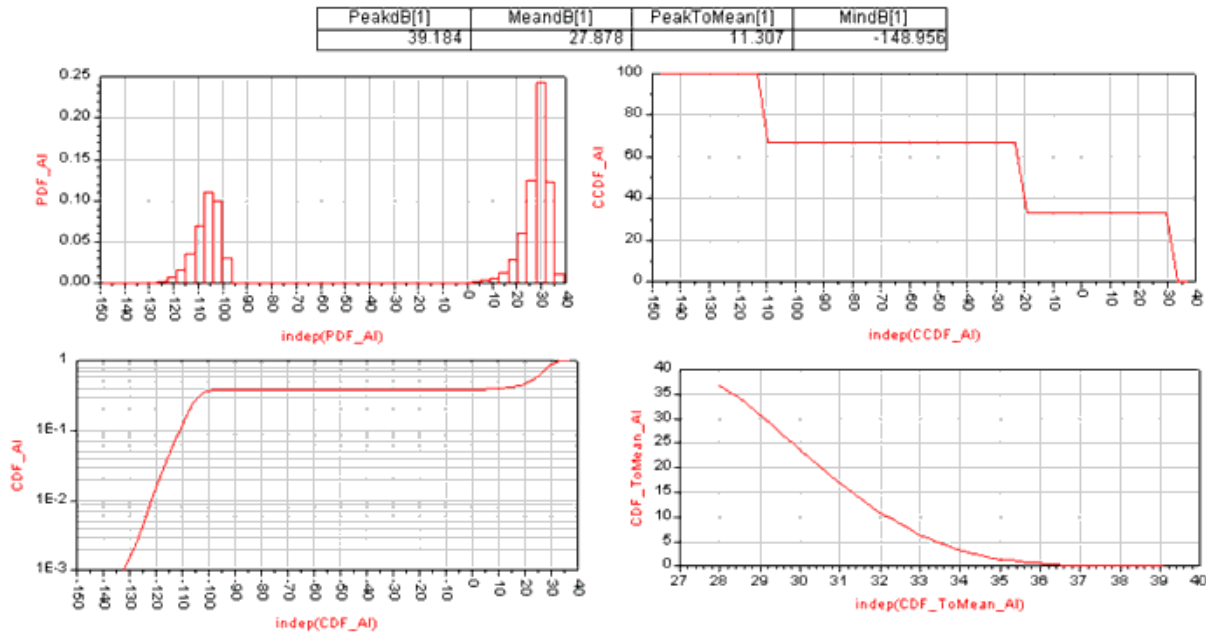 PeakdB[1] MeandB[1] PeakToMean[1] MindB[1]
39.184 27.878 11.307 -148.956
0.25
0.20
0.15
0.10
0.05
0.00
PDF_AI
-150 -140 -130 -120 -110 -100 -90 -80 -70 -60 -50 -40 -30 -20 -10 0 10 20 30 40
indep(PDF_AI)
100
80
60
40
20
0
CCDF_AI
-150 -140 -130 -120 -110 -100 -90 -80 -70 -60 -50 -40 -30 -20 -10 0 10 20 30 40
indep(CCDF_AI)
1
1E-1
1E-2
1E-3
CDF_AI
-150 -140 -130 -120 -110 -100 -90 -80 -70 -60 -50 -40 -30 -20 -10 0 10 20 30 40
indep(CDF_AI)
40
35
30
25
20
15
10
5
0
CDF_ToMean_AI
27 28 29 30 31 32 33 34 35 36 37 38 39 40
indep(CDF_ToMean_AI)